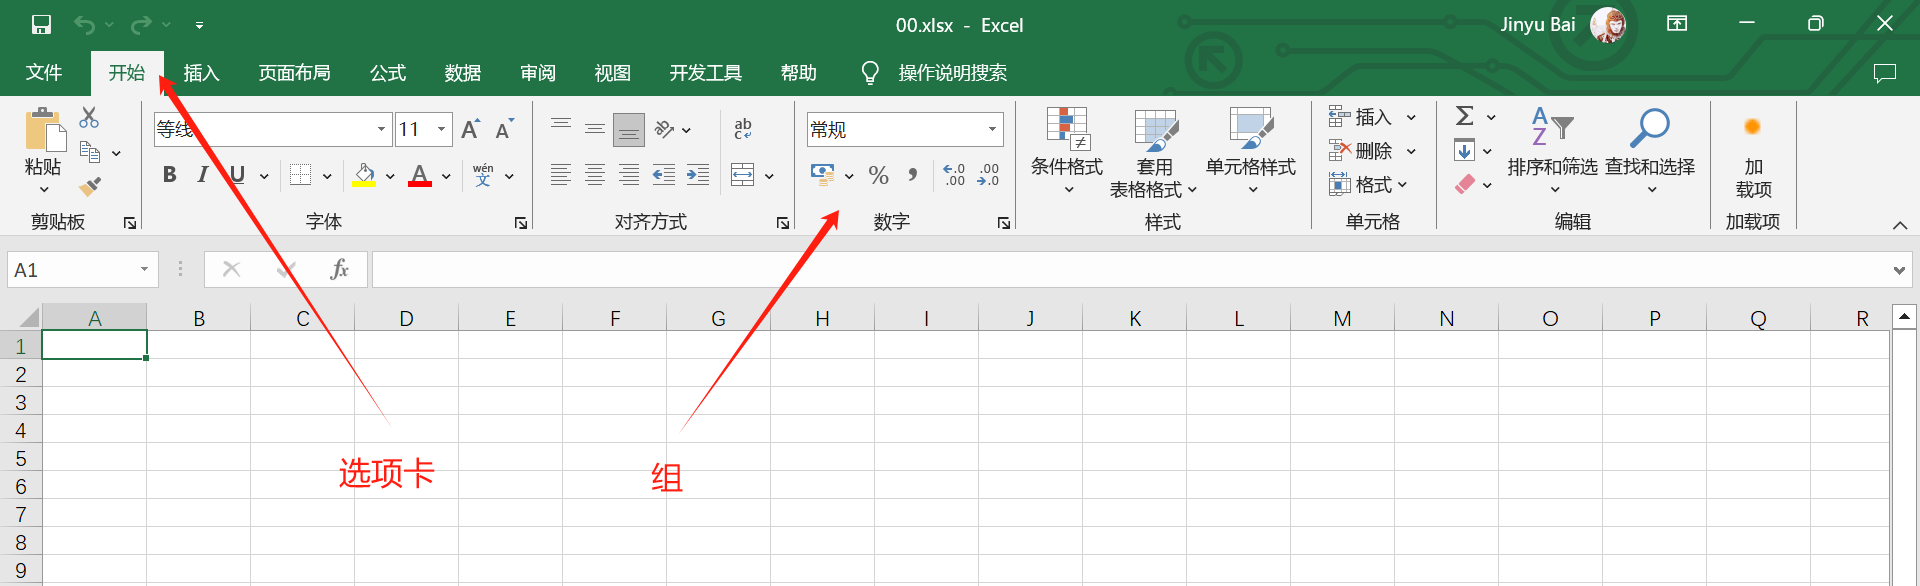 00.xlsx - Excel
Jinyu Bai
文件 开始 插入 页面布局 公式 数据 审阅 视图 开发工具 帮助 操作说明搜索
粘贴
剪贴板
等线 11
B I U A wén 文
字体
ab c
对齐方式
常规
% , .0 .00 .00 .0
数字
条件格式
套用
表格格式
单元格样式
样式
插入
删除
格式
单元格
Σ
A Z
排序和筛选
查找和选择
编辑
加
载项
加载项
A1 fx
A B C D E F G H I J K L M N O P Q R
1
2
3
4
5
6
7
8
9
选项卡
组